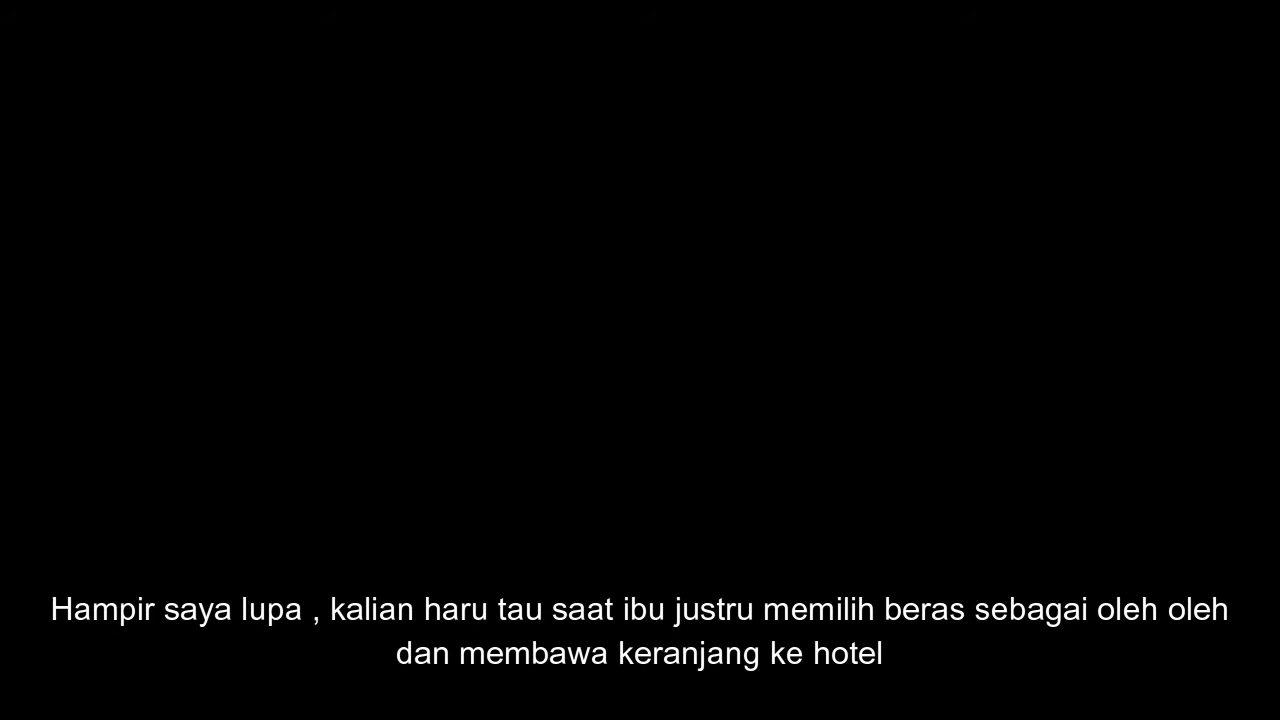 Hampir saya lupa , kalian haru tau saat ibu justru memilih beras sebagai oleh oleh
dan membawa keranjang ke hotel